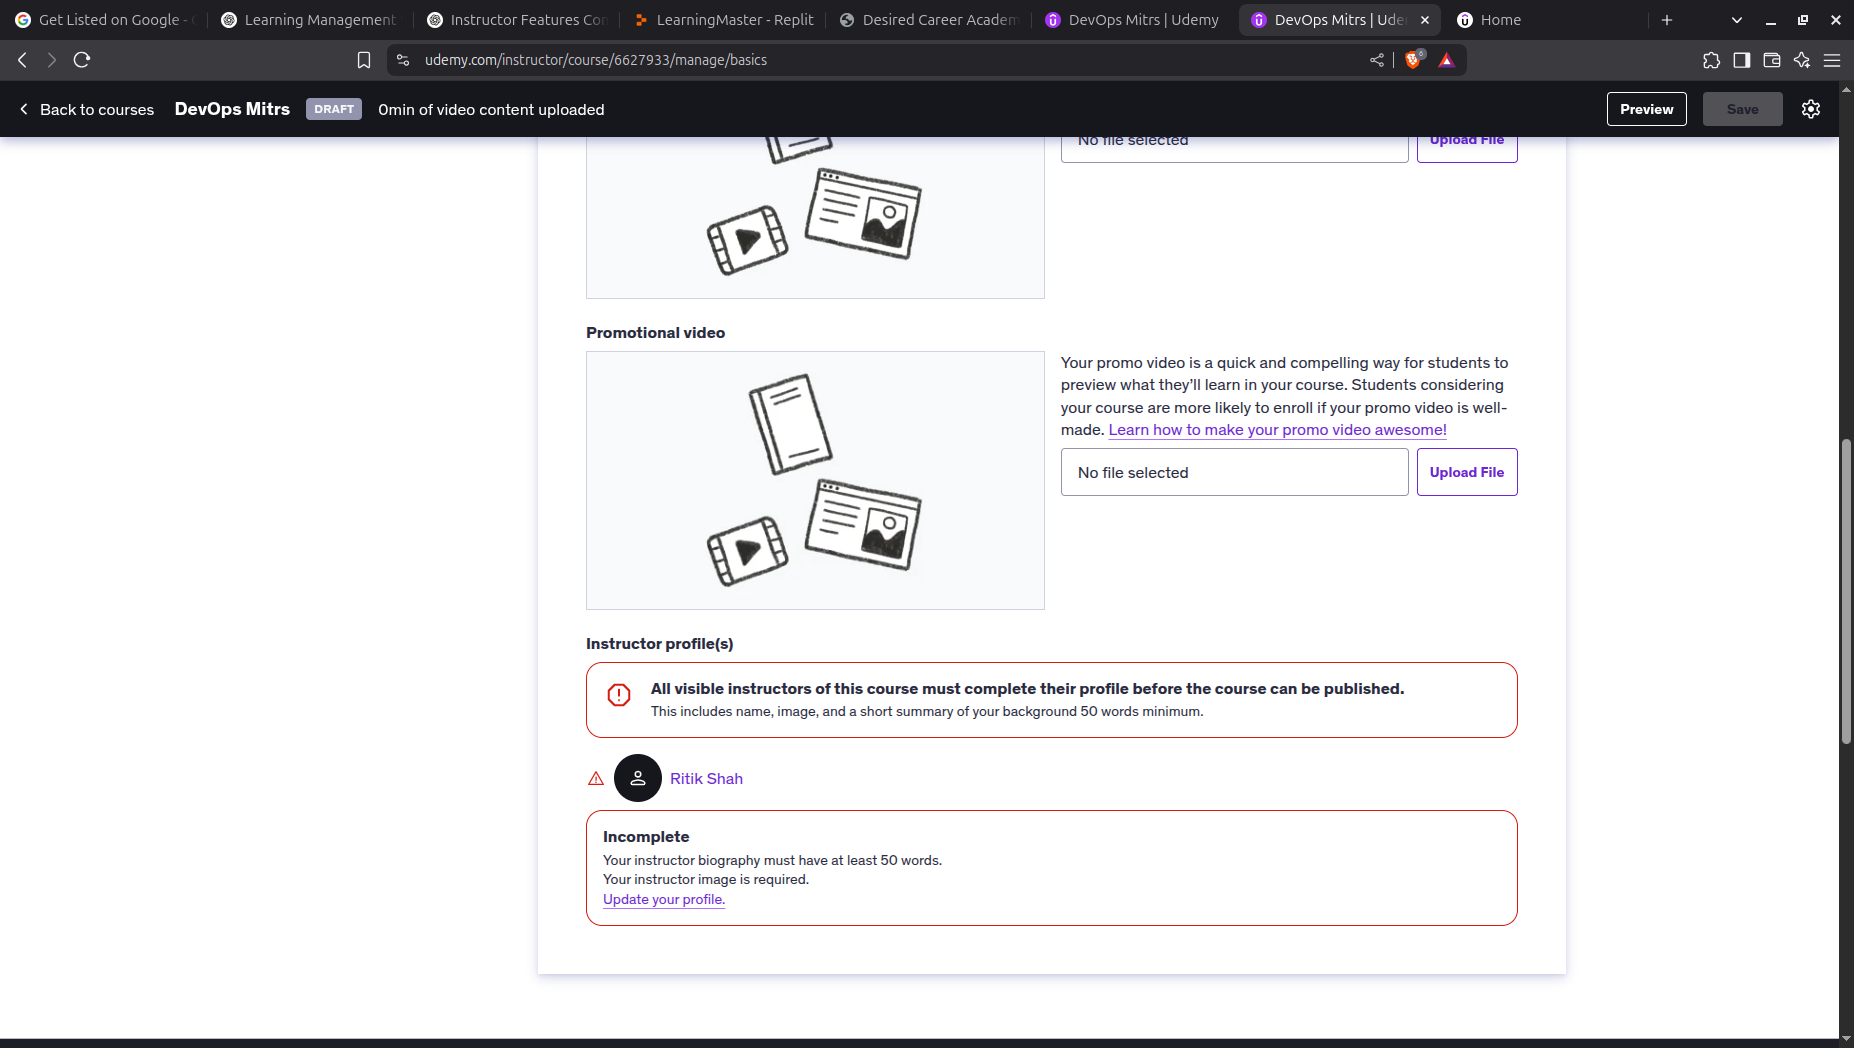 Get Listed on Google -
Learning Management
Instructor Features Con
LearningMaster - Replit
Desired Career Academ
DevOps Mitrs | Udemy
DevOps Mitrs | Ude
Home
udemy.com/instructor/course/6627933/manage/basics
6
Back to courses
DevOps Mitrs
DRAFT
0min of video content uploaded
Preview
Save
No file selected
Upload File
Promotional video
Your promo video is a quick and compelling way for students to
preview what they’ll learn in your course. Students considering
your course are more likely to enroll if your promo video is well-
made. Learn how to make your promo video awesome!
No file selected
Upload File
Instructor profile(s)
All visible instructors of this course must complete their profile before the course can be published.
This includes name, image, and a short summary of your background 50 words minimum.
Ritik Shah
Incomplete
Your instructor biography must have at least 50 words.
Your instructor image is required.
Update your profile.